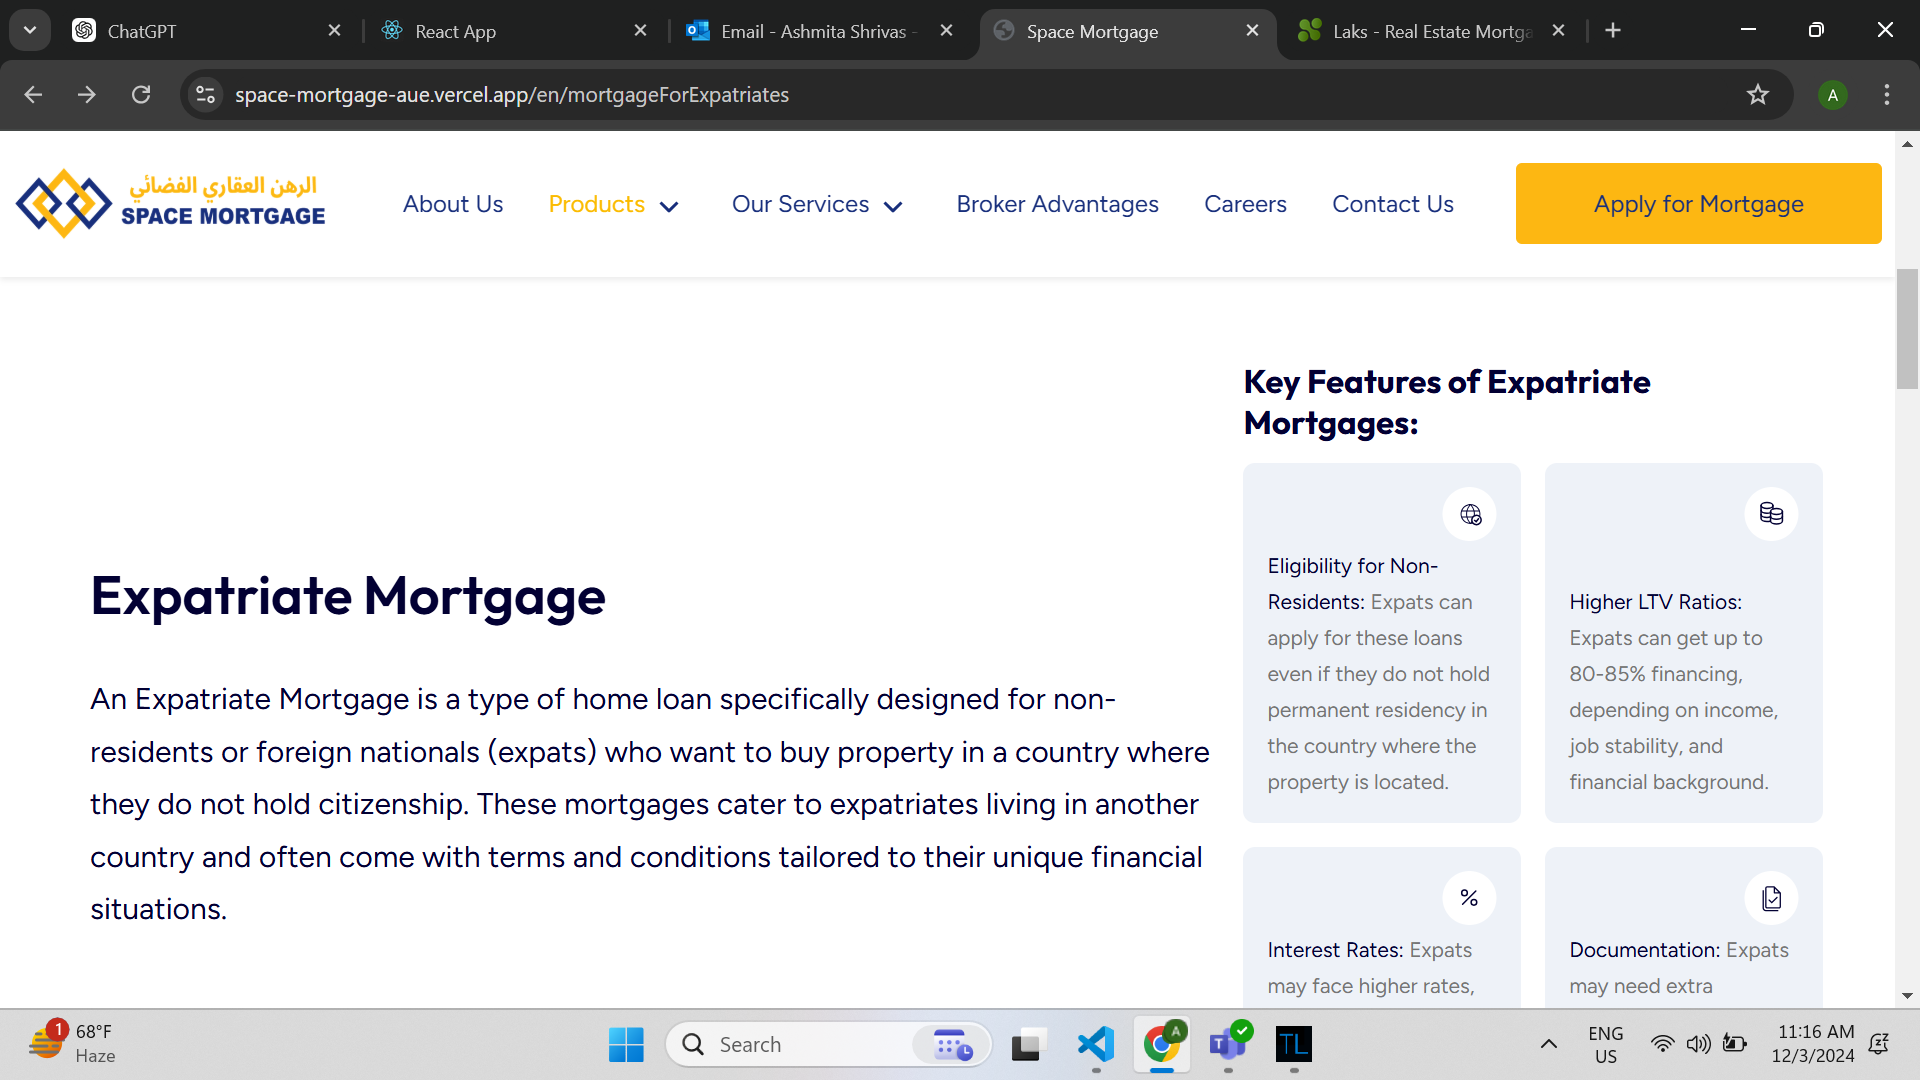 ChatGPT
React App
Email - Ashmita Shrivas -
Space Mortgage
Laks - Real Estate Mortga
space-mortgage-aue.vercel.app/en/mortgageForExpatriates
A
الرهن العقاري الفضائي
SPACE MORTGAGE
About Us
Products
Our Services
Broker Advantages
Careers
Contact Us
Apply for Mortgage
Expatriate Mortgage
An Expatriate Mortgage is a type of home loan specifically designed for non-
residents or foreign nationals (expats) who want to buy property in a country where
they do not hold citizenship. These mortgages cater to expatriates living in another
country and often come with terms and conditions tailored to their unique financial
situations.
Key Features of Expatriate
Mortgages:
Eligibility for Non-
Residents: Expats can
apply for these loans
even if they do not hold
permanent residency in
the country where the
property is located.
Higher LTV Ratios:
Expats can get up to
80-85% financing,
depending on income,
job stability, and
financial background.
%
Interest Rates: Expats
may face higher rates,
Documentation: Expats
may need extra
1
68°F
Haze
Search
A
T
TL
ENG
US
11:16 AM
12/3/2024